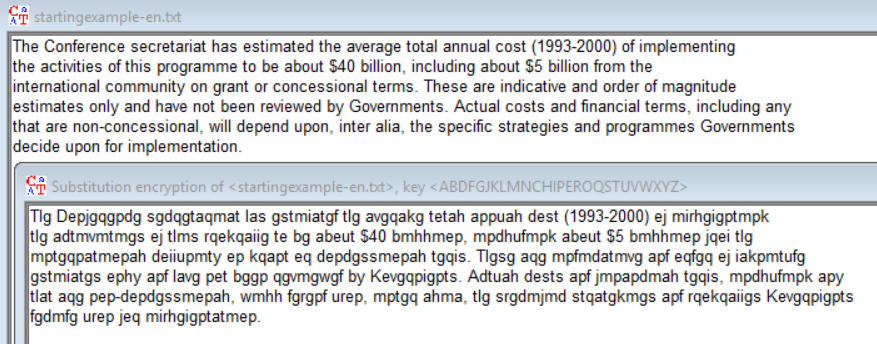 startingexample-en.txt
The Conference secretariat has estimated the average total annual cost (1993-2000) of implementing
the activities of this programme to be about $40 billion, including about $5 billion from the
international community on grant or concessional terms. These are indicative and order of magnitude
estimates only and have not been reviewed by Governments. Actual costs and financial terms, including any
that are non-concessional, will depend upon, inter alia, the specific strategies and programmes Governments
decide upon for implementation.
Substitution encryption of <startingexample-en.txt>, key <ABDFGJKLMNCHIPEROQSTUVWXYZ>
Tlg Depjgqgpdg sgdqgtaqmat las gstmiatgf tlg avgqakg tetah appuah dest (1993-2000) ej mirhgigptmpk
tlg adtmvmtmgs ej tlms rqekqaiig te bg abeut $40 bmhhmep, mpdhufmpk abeut $5 bmhhmep jqei tlg
mptgqpatmepah deiiupmty ep kqapt eq depdgssmepah tgqis. Tlgsg aqg mpfmdatmvg apf eqfgq ej iakpmtufg
gstmiatgs ephy apf lavg pet bggp qgvmgwgf by Kevgqpigpts. Adtuah dests apf jmpapdmah tgqis, mpdhufmpk apy
tlat aqg pep-depdgssmepah, wmhh fgrgpf urep, mptgq ahma, tlg srgdmjmd stqatgkmgs apf rqekqaiigs Kevgqpigpts
fgdmfg urep jeq mirhgigptatmep.